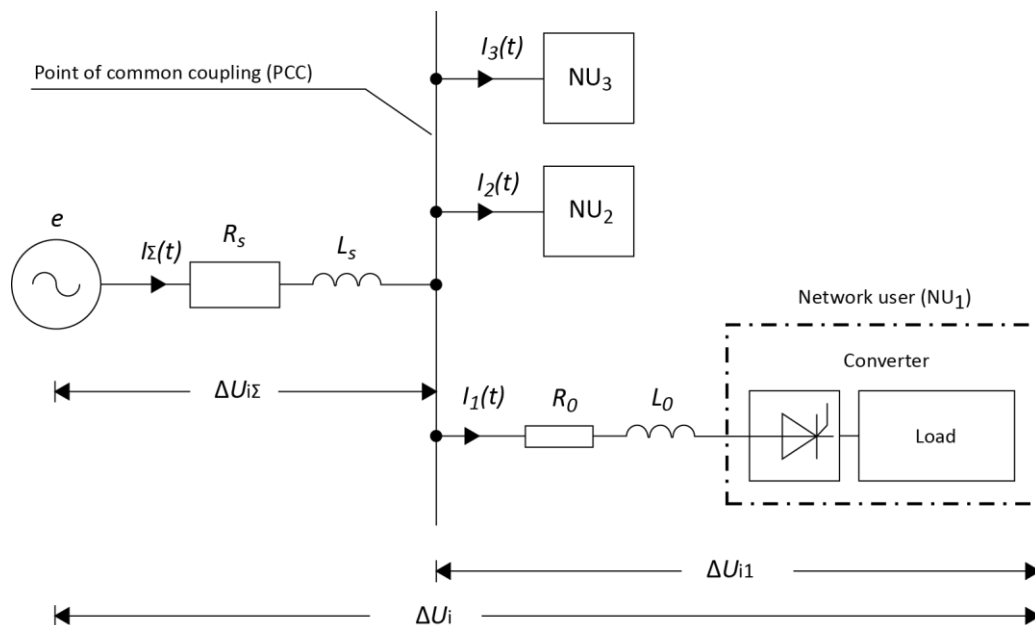 I3(t)
NU3
Point of common coupling (PCC)
I2(t)
NU2
e
IΣ(t)
Rs
Ls
Network user (NU1)
Converter
ΔUiΣ
I1(t)
R0
L0
Load
ΔUi1
ΔUi